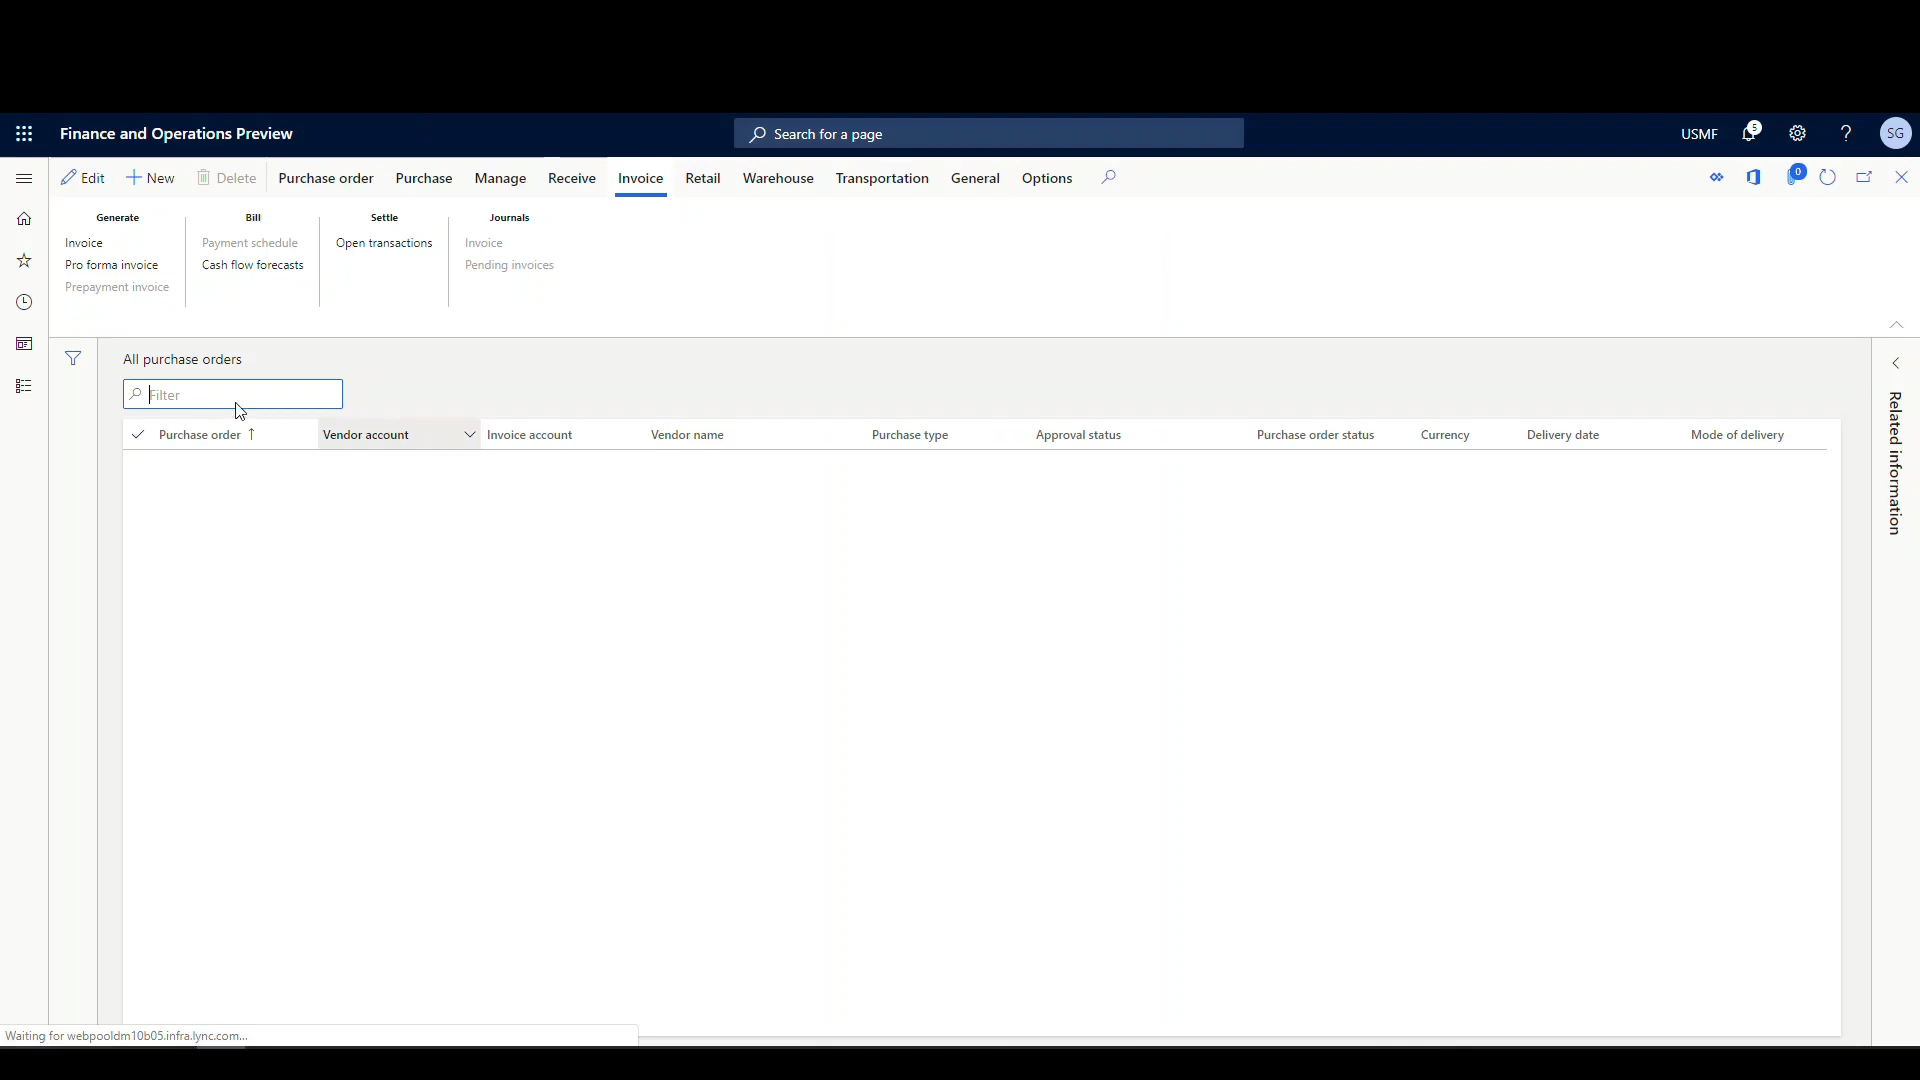 Finance and Operations Preview
Search for a page
USMF
5
SG
Edit
New
Delete
Purchase order
Purchase
Manage
Receive
Invoice
Retail
Warehouse
Transportation
General
Options
0
Generate
Invoice
Pro forma invoice
Prepayment invoice
Bill
Payment schedule
Cash flow forecasts
Settle
Open transactions
Journals
Invoice
Pending invoices
All purchase orders
Filter
Purchase order
Vendor account
Invoice account
Vendor name
Purchase type
Approval status
Purchase order status
Currency
Delivery date
Mode of delivery
Related information
Waiting for webpooldm10b05.infra.lync.com...